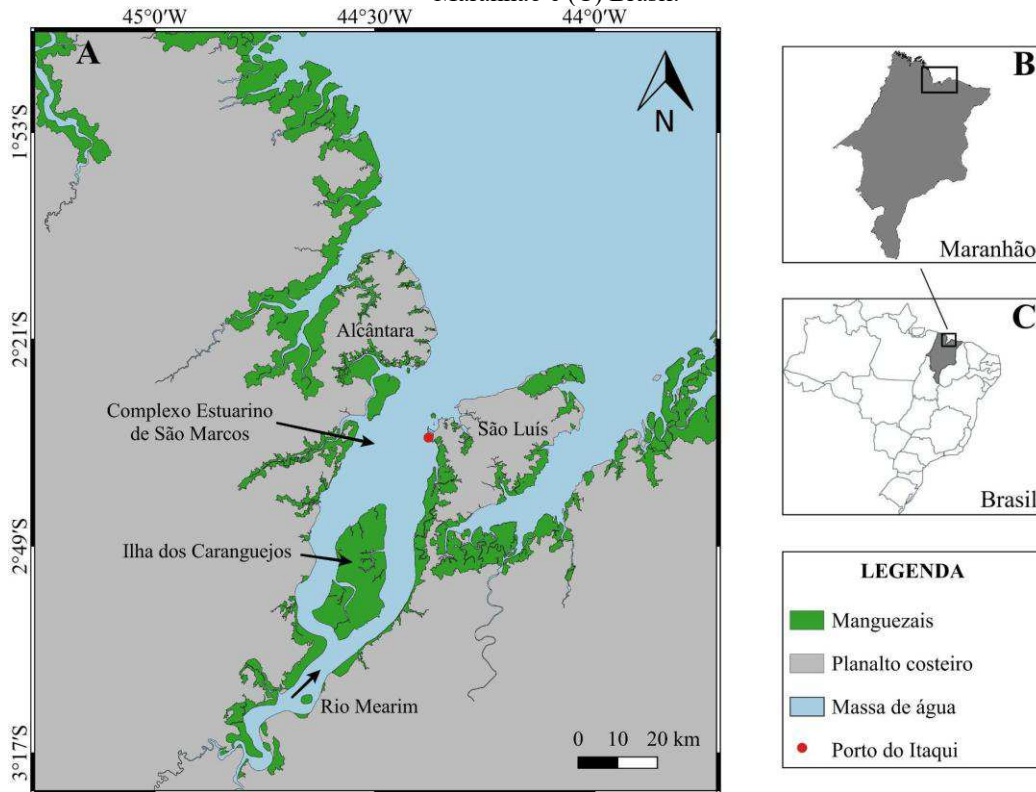 Maranhão e (C) Brasil.
45°0'W 44°30'W 44°0'W
A
N
1°53'S
2°21'S
2°49'S
3°17'S
Alcântara
Complexo Estuarino
de São Marcos
São Luís
Ilha dos Caranguejos
Rio Mearim
0 10 20 km
B
Maranhão
C
Brasil
LEGENDA
Manguezais
Planalto costeiro
Massa de água
Porto do Itaqui